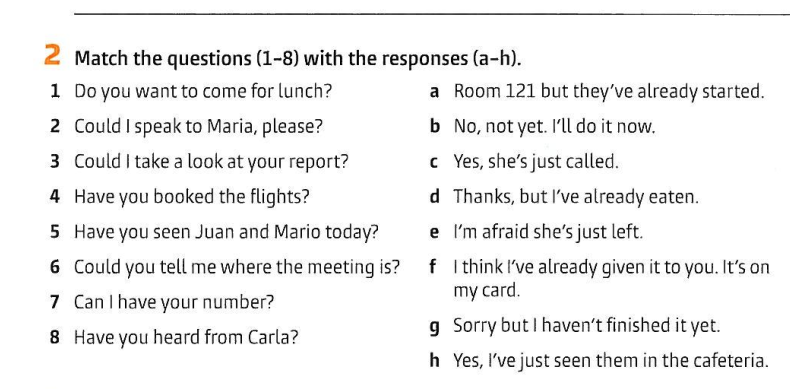 2 Match the questions (1–8) with the responses (a–h).
1 Do you want to come for lunch?
2 Could I speak to Maria, please?
3 Could I take a look at your report?
4 Have you booked the flights?
5 Have you seen Juan and Mario today?
6 Could you tell me where the meeting is?
7 Can I have your number?
8 Have you heard from Carla?
a Room 121 but they've already started.
b No, not yet. I'll do it now.
c Yes, she's just called.
d Thanks, but I've already eaten.
e I'm afraid she's just left.
f I think I've already given it to you. It's on
my card.
g Sorry but I haven't finished it yet.
h Yes, I've just seen them in the cafeteria.